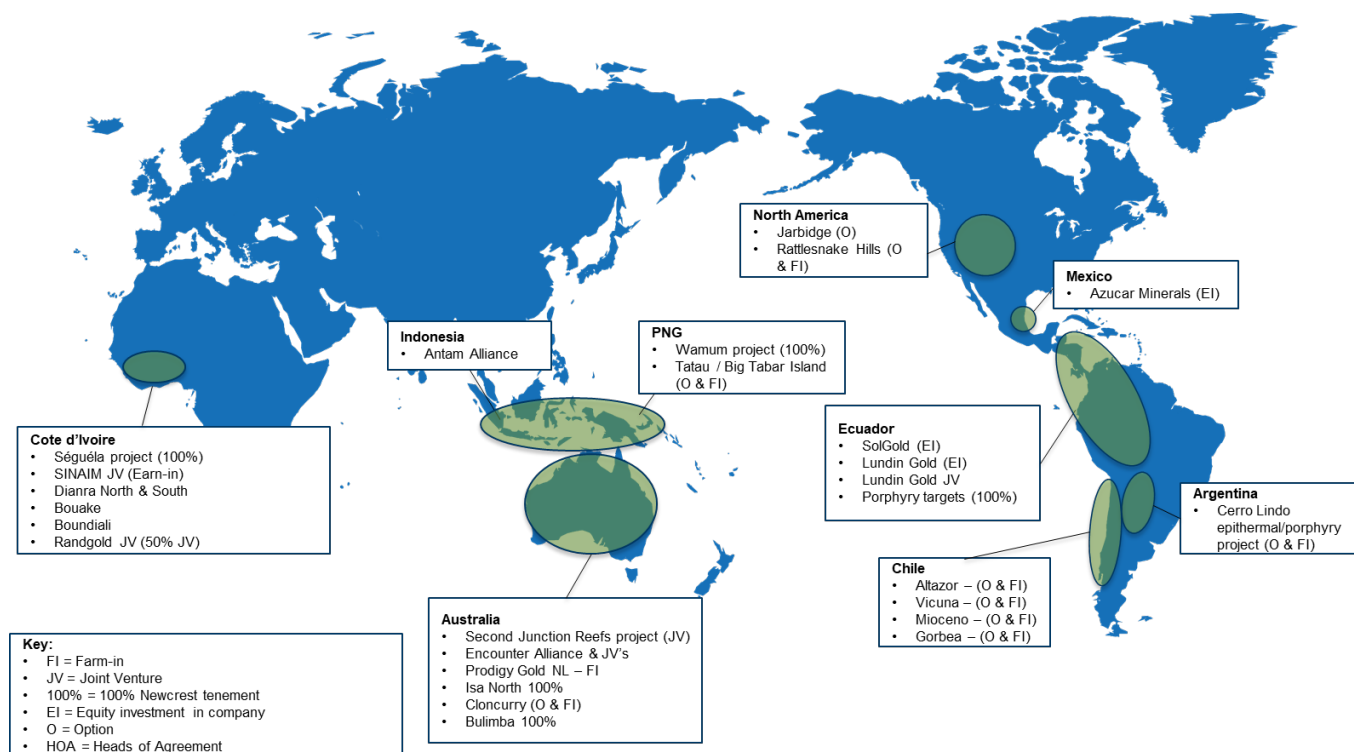 North America
• Jarbidge (O)
• Rattlesnake Hills (O
& FI)
Mexico
• Azucar Minerals (EI)
Indonesia
• Antam Alliance
PNG
• Wamum project (100%)
• Tatau / Big Tabar Island
(O & FI)
Cote d'Ivoire
• Séguéla project (100%)
• SINAIM JV (Earn-in)
• Dianra North & South
• Bouake
• Boundiali
• Randgold JV (50% JV)
Ecuador
• SolGold (EI)
• Lundin Gold (EI)
• Lundin Gold JV
• Porphyry targets (100%)
Argentina
• Cerro Lindo
epithermal/porphyry
project (O & FI)
Chile
• Altazor – (O & FI)
• Vicuna – (O & FI)
• Mioceno – (O & FI)
• Gorbea – (O & FI)
Australia
• Second Junction Reefs project (JV)
• Encounter Alliance & JV's
• Prodigy Gold NL – FI
• Isa North 100%
• Cloncurry (O & FI)
• Bulimba 100%
Key:
• FI = Farm-in
• JV = Joint Venture
• 100% = 100% Newcrest tenement
• EI = Equity investment in company
• O = Option
• HOA = Heads of Agreement